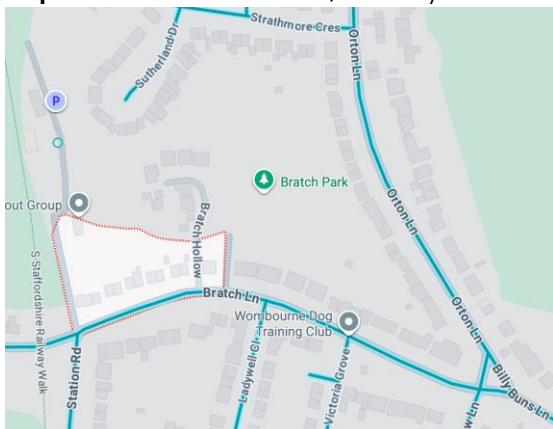 Strathmore Cres
Orton Ln
Sutherland Dr
P
Bratch Park
out Group
Bratch Hollow
Orton Ln
S Staffordshire Railway Walk
Bratch Ln
Wombourne Dog
Training Club
Orton Ln
Station Rd
Ladywell Cl
Victoria Grove
Billy Buns Ln
w Ln